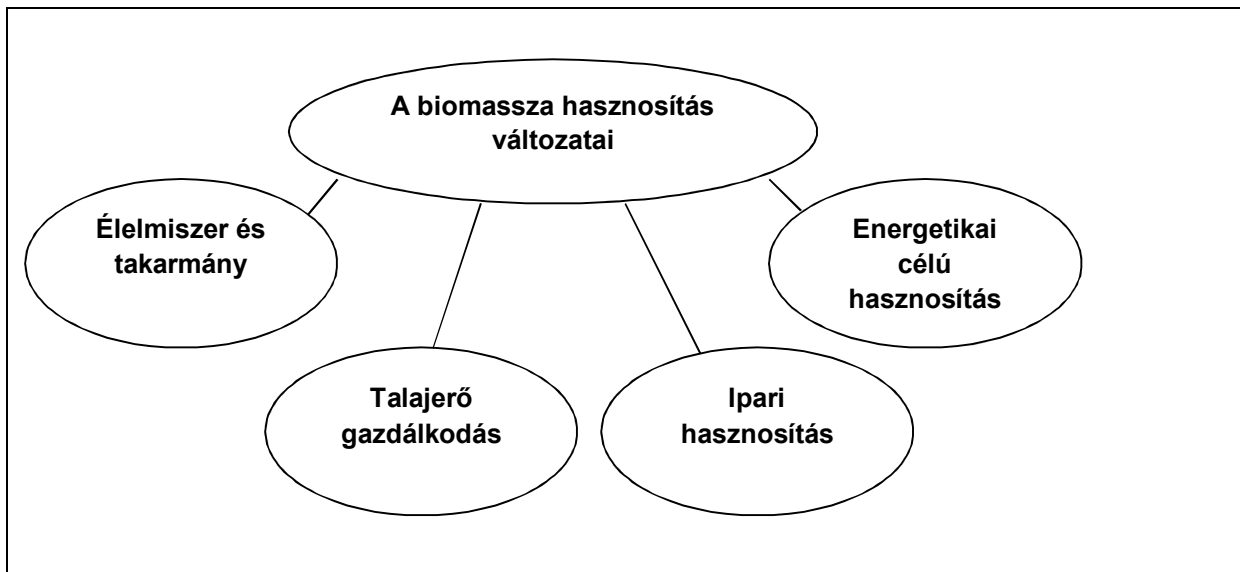 A biomassza hasznosítás
változatai
Élelmiszer és
takarmány
Energetikai
célú
hasznosítás
Talajerő
gazdálkodás
Ipari
hasznosítás